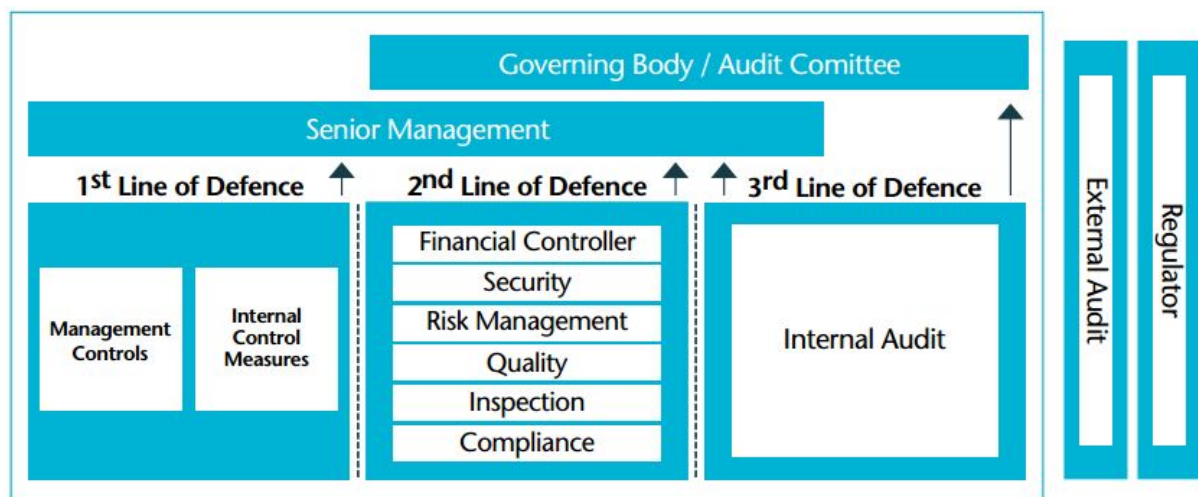 Governing Body / Audit Comittee
Senior Management
1st Line of Defence
2nd Line of Defence
3rd Line of Defence
Management
Controls
Internal
Control
Measures
Financial Controller
Security
Risk Management
Quality
Inspection
Compliance
Internal Audit
External Audit
Regulator